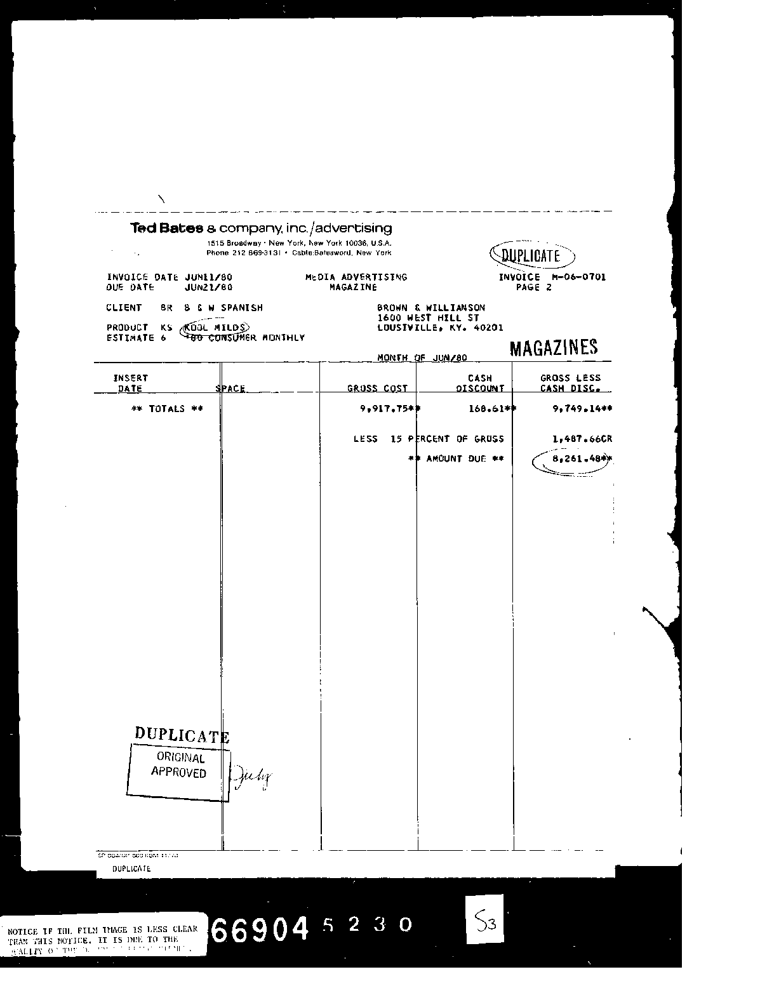 Ted Bates & company, inc./advertising
1515 Broadway · New York, New York 10036, U.S.A.
Phone 212 869-3131 · Cable: Batesword, New York
DUPLICATE
INVOICE DATE JUN11/80 MEDIA ADVERTISING INVOICE M-06-0701
DUE DATE JUN21/80 MAGAZINE PAGE 2
CLIENT BR B & W SPANISH BROWN & WILLIAMSON
1600 WEST HILL ST
PRODUCT KS KOOL MILDS LOUSIVILLE, KY. 40201
ESTIMATE 6 '80 CONSUMER MONTHLY
MAGAZINES
MONTH OF JUN/80
INSERT CASH GROSS LESS
DATE SPACE GROSS COST DISCOUNT CASH DISC.
** TOTALS ** 9,917.75** 168.61** 9,749.14**
LESS 15 PERCENT OF GROSS 1,487.66CR
** AMOUNT DUE ** 8,261.48**
DUPLICATE
ORIGINAL
APPROVED
July
DUPLICATE
NOTICE IF THE FILM IMAGE IS LESS CLEAR
THAN THIS NOTICE, IT IS DUE TO THE
QUALITY OF THE
66904 5230
S3